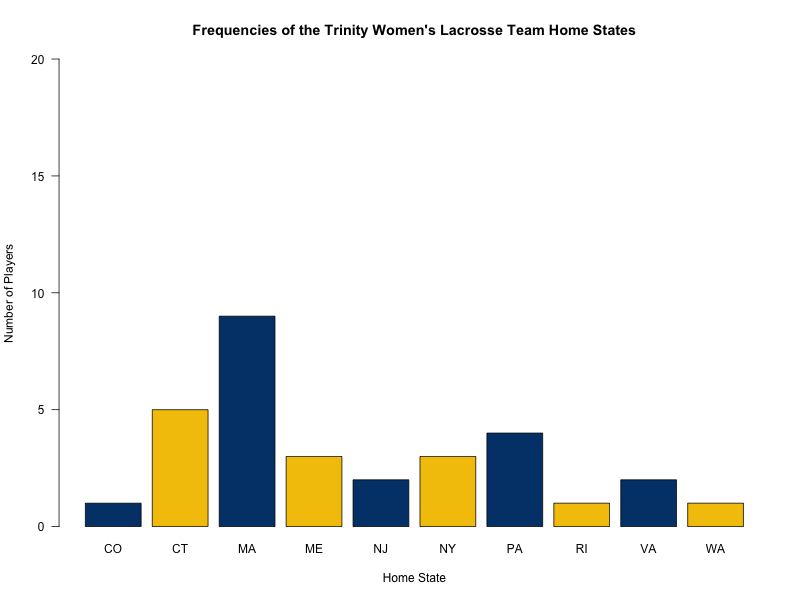 Frequencies of the Trinity Women's Lacrosse Team Home States
Number of Players
20
15
10
5
0
CO CT MA ME NJ NY PA RI VA WA
Home State